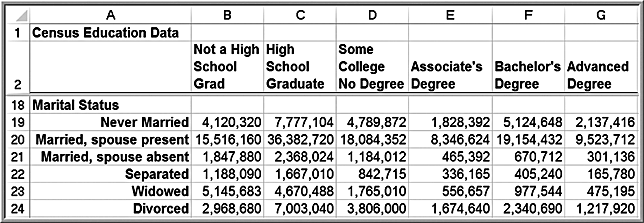 A B C D E F G
1 Census Education Data
2 Not a High School Grad High School Graduate Some College No Degree Associate's Degree Bachelor's Degree Advanced Degree
18 Marital Status
19 Never Married 4,120,320 7,777,104 4,789,872 1,828,392 5,124,648 2,137,416
20 Married, spouse present 15,516,160 36,382,720 18,084,352 8,346,624 19,154,432 9,523,712
21 Married, spouse absent 1,847,880 2,368,024 1,184,012 465,392 670,712 301,136
22 Separated 1,188,090 1,667,010 842,715 336,165 405,240 165,780
23 Widowed 5,145,683 4,670,488 1,765,010 556,657 977,544 475,195
24 Divorced 2,968,680 7,003,040 3,806,000 1,674,640 2,340,690 1,217,920